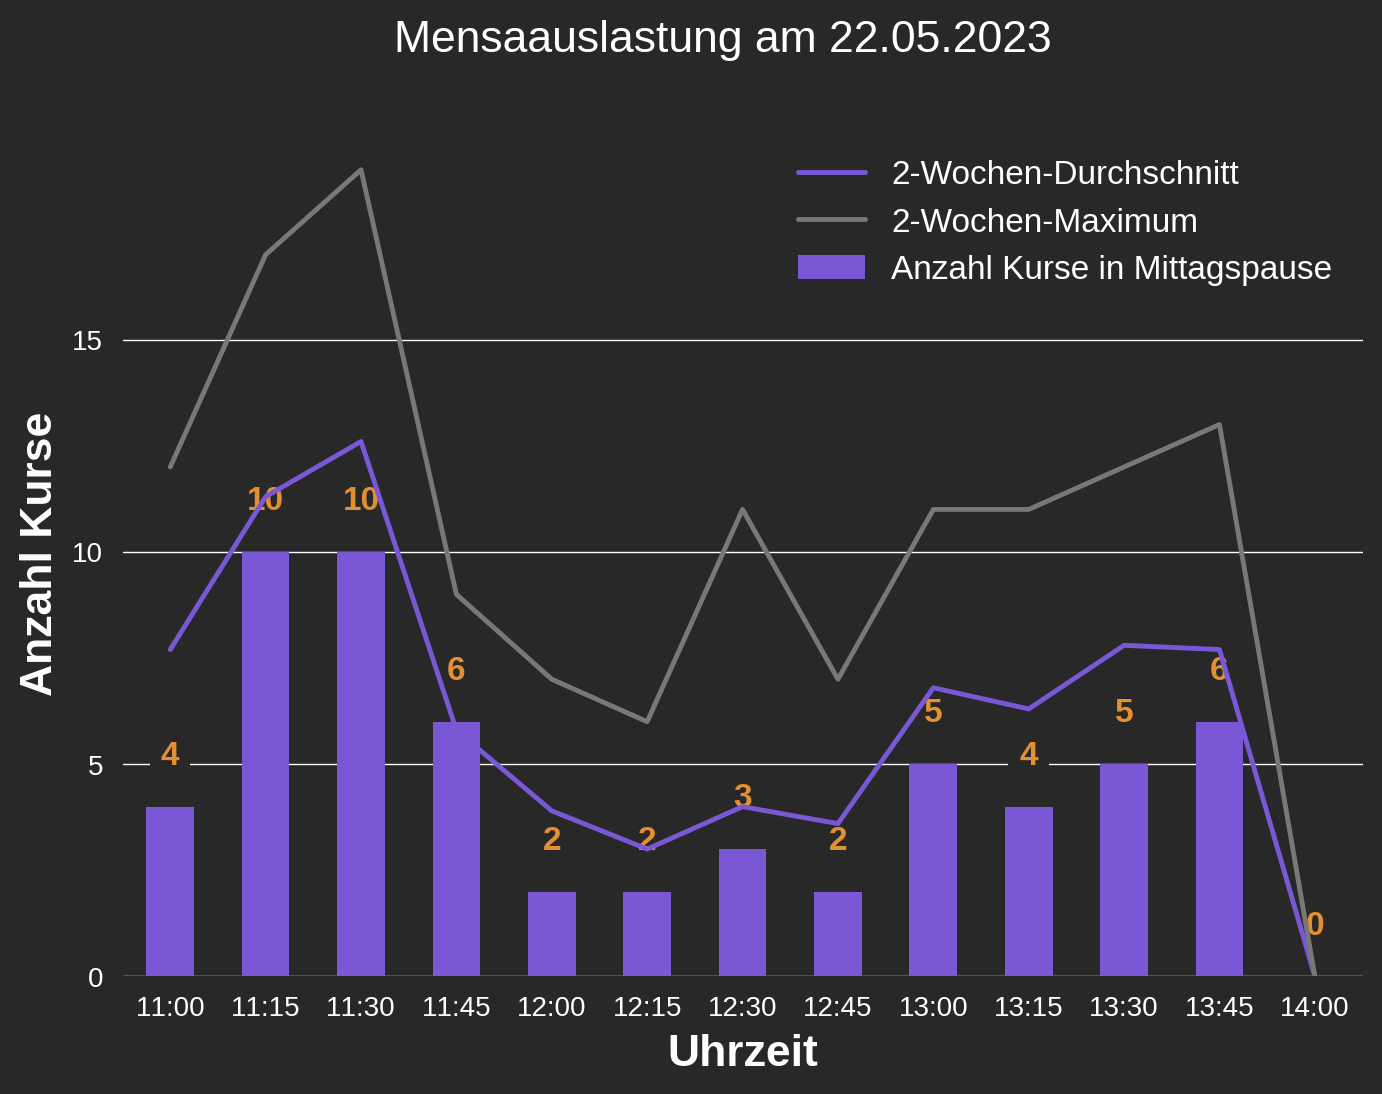 Mensaauslastung am 22.05.2023
2-Wochen-Durchschnitt
2-Wochen-Maximum
Anzahl Kurse in Mittagspause
Anzahl Kurse
15
10
5
0
4
10
10
6
2
2
3
2
5
4
5
6
0
11:00 11:15 11:30 11:45 12:00 12:15 12:30 12:45 13:00 13:15 13:30 13:45 14:00
Uhrzeit